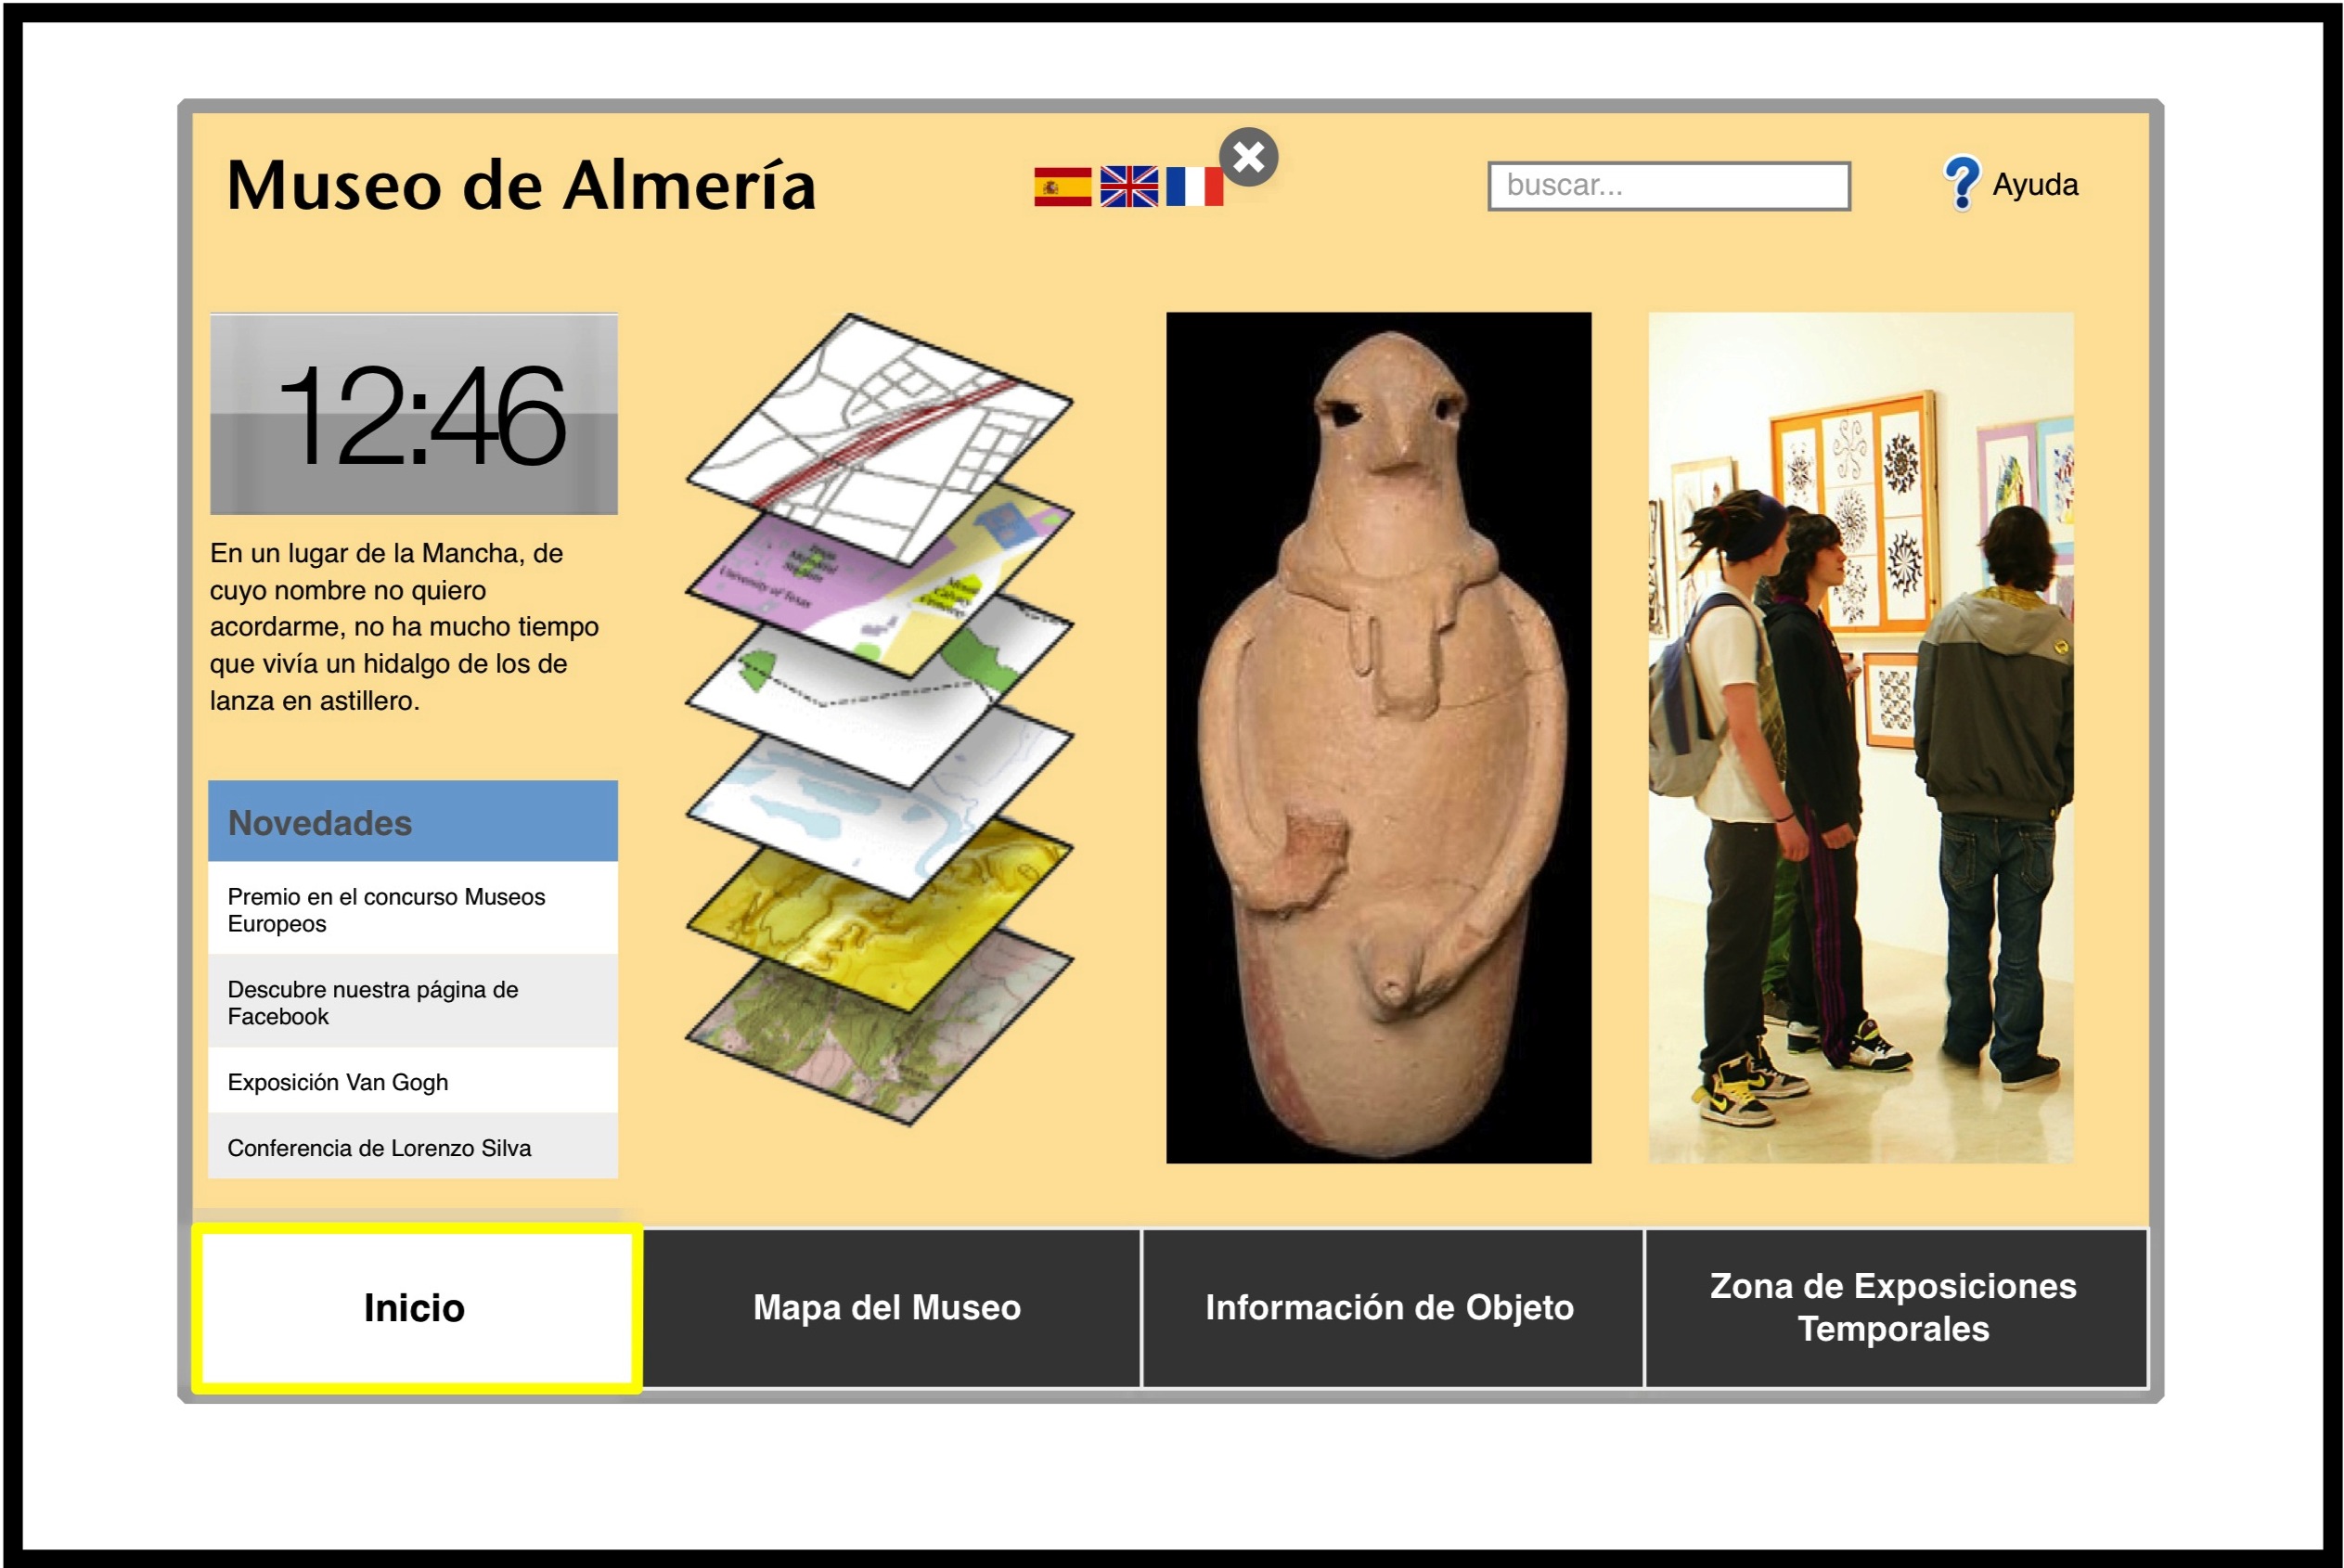 Museo de Almería
buscar...
Ayuda
12:46
En un lugar de la Mancha, de
cuyo nombre no quiero
acordarme, no ha mucho tiempo
que vivía un hidalgo de los de
lanza en astillero.
University of Texas
Novedades
Premio en el concurso Museos
Europeos
Descubre nuestra página de
Facebook
Exposición Van Gogh
Conferencia de Lorenzo Silva
Inicio
Mapa del Museo
Información de Objeto
Zona de Exposiciones
Temporales